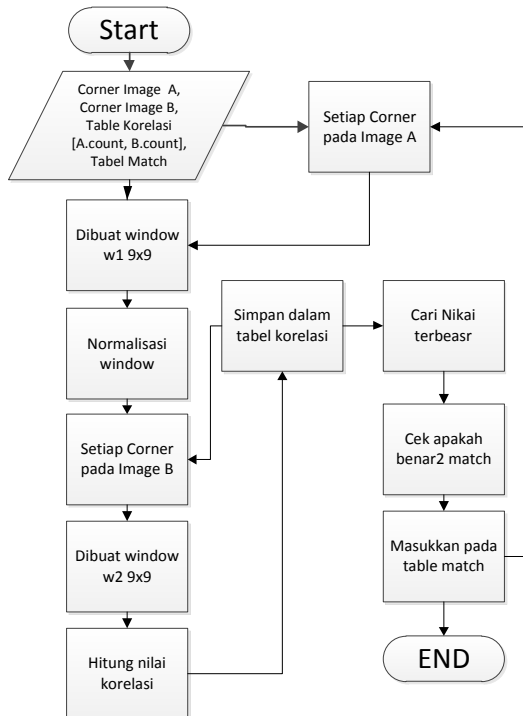 Start
Corner Image A,
Corner Image B,
Table Korelasi
[A.count, B.count],
Tabel Match
Setiap Corner
pada Image A
Dibuat window
w1 9x9
Normalisasi
window
Setiap Corner
pada Image B
Dibuat window
w2 9x9
Hitung nilai
korelasi
Simpan dalam
tabel korelasi
Cari Nikai
terbeasr
Cek apakah
benar2 match
Masukkan pada
table match
END